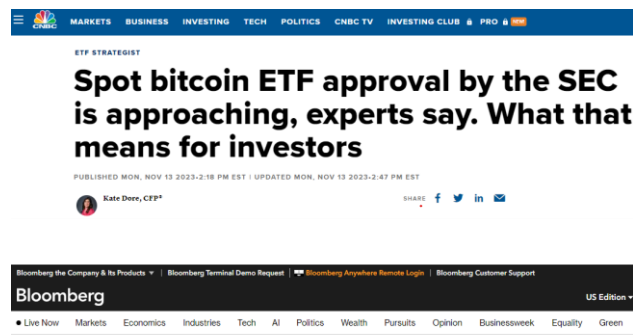 CNBC MARKETS BUSINESS INVESTING TECH POLITICS CNBC TV INVESTING CLUB PRO NEW
ETF STRATEGIST
Spot bitcoin ETF approval by the SEC
is approaching, experts say. What that
means for investors
PUBLISHED MON, NOV 13 2023•2:18 PM EST | UPDATED MON, NOV 13 2023•2:47 PM EST
Kate Dore, CFP®
SHARE
Bloomberg the Company & Its Products Bloomberg Terminal Demo Request Bloomberg Anywhere Remote Login Bloomberg Customer Support
Bloomberg US Edition
Live Now Markets Economics Industries Tech AI Politics Wealth Pursuits Opinion Businessweek Equality Green